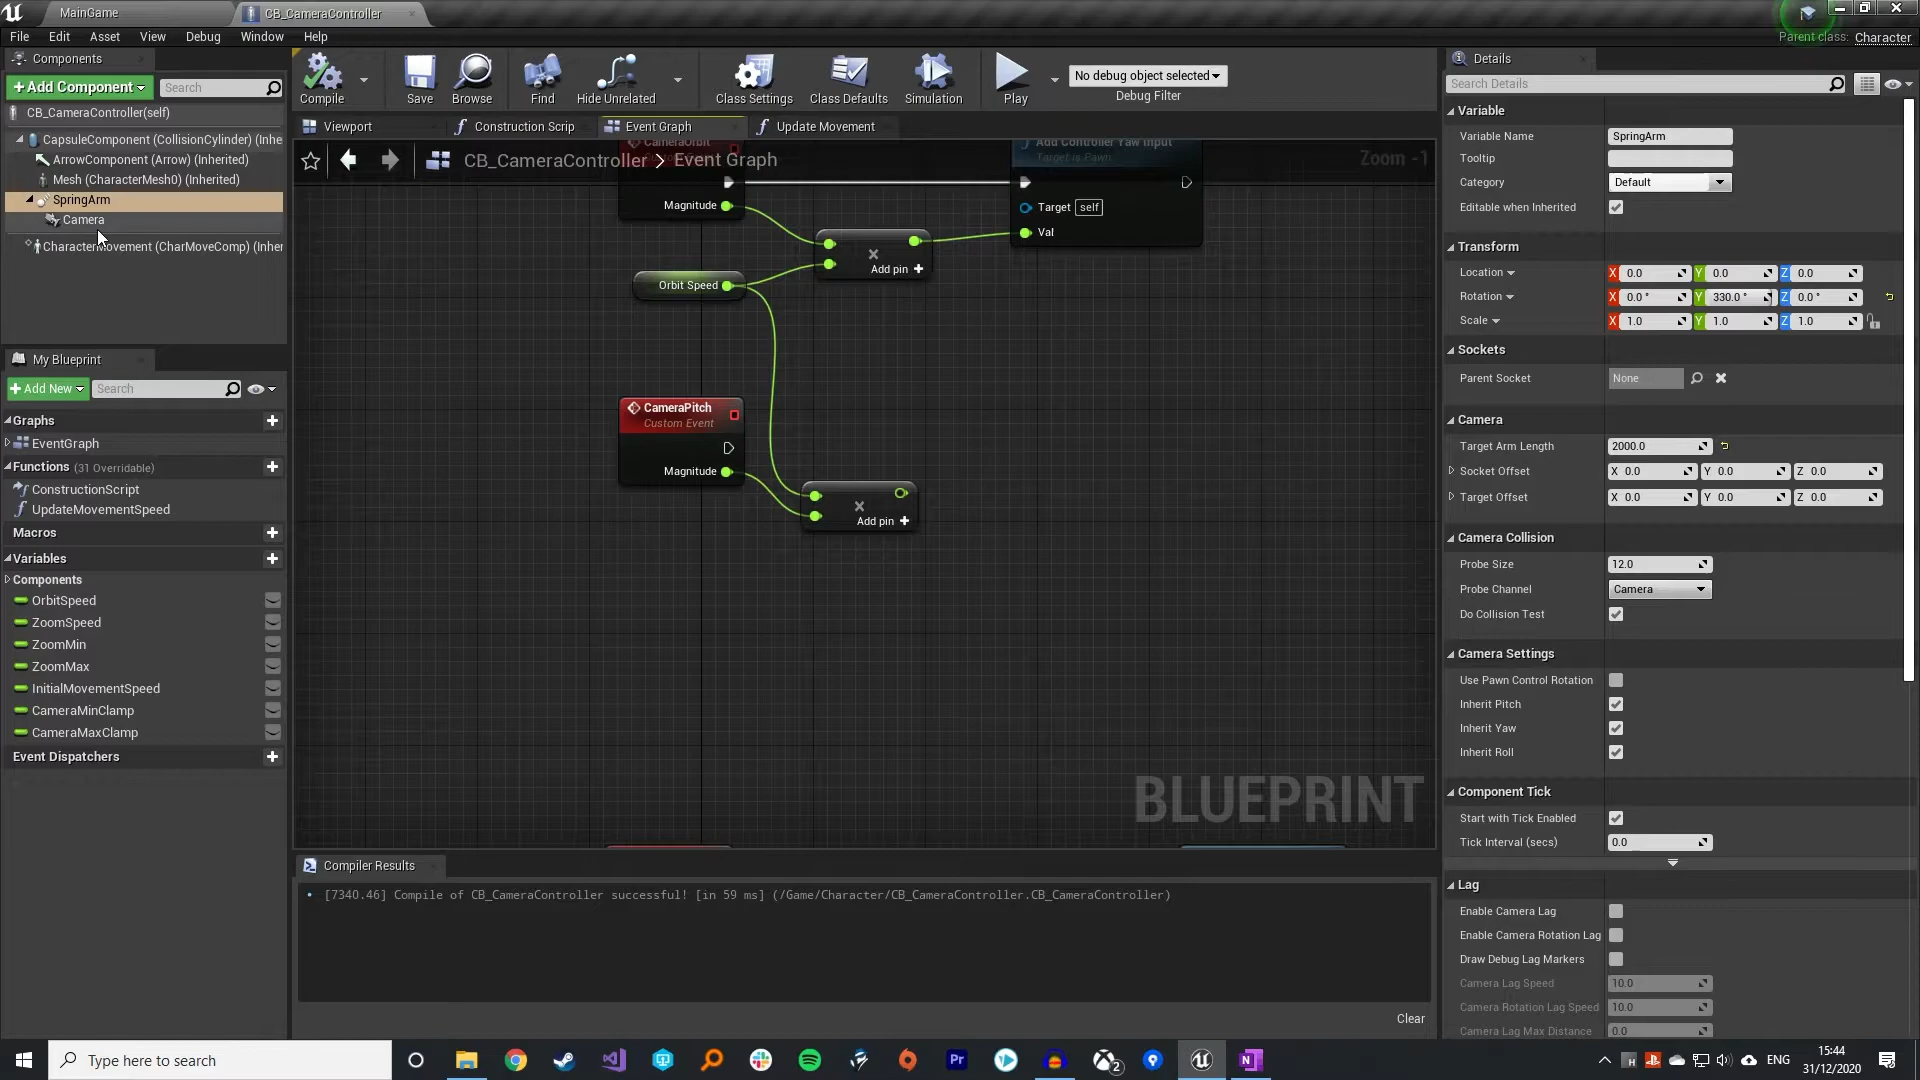 MainGame
CB_CameraController
File Edit Asset View Debug Window Help
Parent class: Character
Components
+Add Component
Search
CB_CameraController(self)
CapsuleComponent (CollisionCylinder) (Inhe
ArrowComponent (Arrow) (Inherited)
Mesh (CharacterMesh0) (Inherited)
SpringArm
Camera
CharacterMovement (CharMoveComp) (Inher
Compile
Save
Browse
Find
Hide Unrelated
Class Settings
Class Defaults
Simulation
Play
No debug object selected
Debug Filter
Viewport
Construction Scrip
Event Graph
Update Movement
CB_CameraController > Event Graph
Zoom -1
CameraOrbit
Magnitude
Add Controller Yaw Input
Target is Pawn
Target self
Val
Add pin +
Orbit Speed
CameraPitch
Custom Event
Magnitude
Add pin +
BLUEPRINT
My Blueprint
+Add New
Search
Graphs
EventGraph
Functions (31 Overridable)
ConstructionScript
UpdateMovementSpeed
Macros
Variables
Components
OrbitSpeed
ZoomSpeed
ZoomMin
ZoomMax
InitialMovementSpeed
CameraMinClamp
CameraMaxClamp
Event Dispatchers
Compiler Results
[7340.46] Compile of CB_CameraController successful! [in 59 ms] (/Game/Character/CB_CameraController.CB_CameraController)
Clear
Details
Search Details
Variable
Variable Name SpringArm
Tooltip
Category Default
Editable when Inherited
Transform
Location X 0.0 Y 0.0 Z 0.0
Rotation X 0.0 ° Y 330.0 ° Z 0.0 °
Scale X 1.0 Y 1.0 Z 1.0
Sockets
Parent Socket None
Camera
Target Arm Length 2000.0
Socket Offset X 0.0 Y 0.0 Z 0.0
Target Offset X 0.0 Y 0.0 Z 0.0
Camera Collision
Probe Size 12.0
Probe Channel Camera
Do Collision Test
Camera Settings
Use Pawn Control Rotation
Inherit Pitch
Inherit Yaw
Inherit Roll
Component Tick
Start with Tick Enabled
Tick Interval (secs) 0.0
Lag
Enable Camera Lag
Enable Camera Rotation Lag
Draw Debug Lag Markers
Camera Lag Speed 10.0
Camera Rotation Lag Speed 10.0
Camera Lag Max Distance 0.0
Type here to search
ENG
15:44
31/12/2020